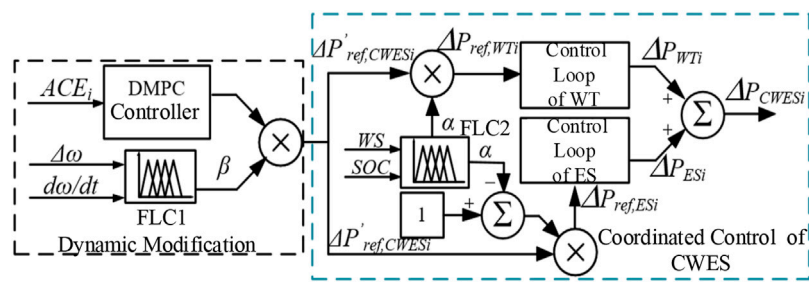 ACEi
DMPC
Controller
Δω
dω/dt
β
FLC1
Dynamic Modification
ΔP'ref,CWESi
ΔPref,WTi
Control
Loop
of WT
ΔPWTi
+
+
Σ
ΔPCWESi
×
×
α
FLC2
WS
SOC
α
−
1
+
Σ
Control
Loop
of ES
ΔPESi
ΔPref,ESi
ΔP'ref,CWESi
×
Coordinated Control of
CWES